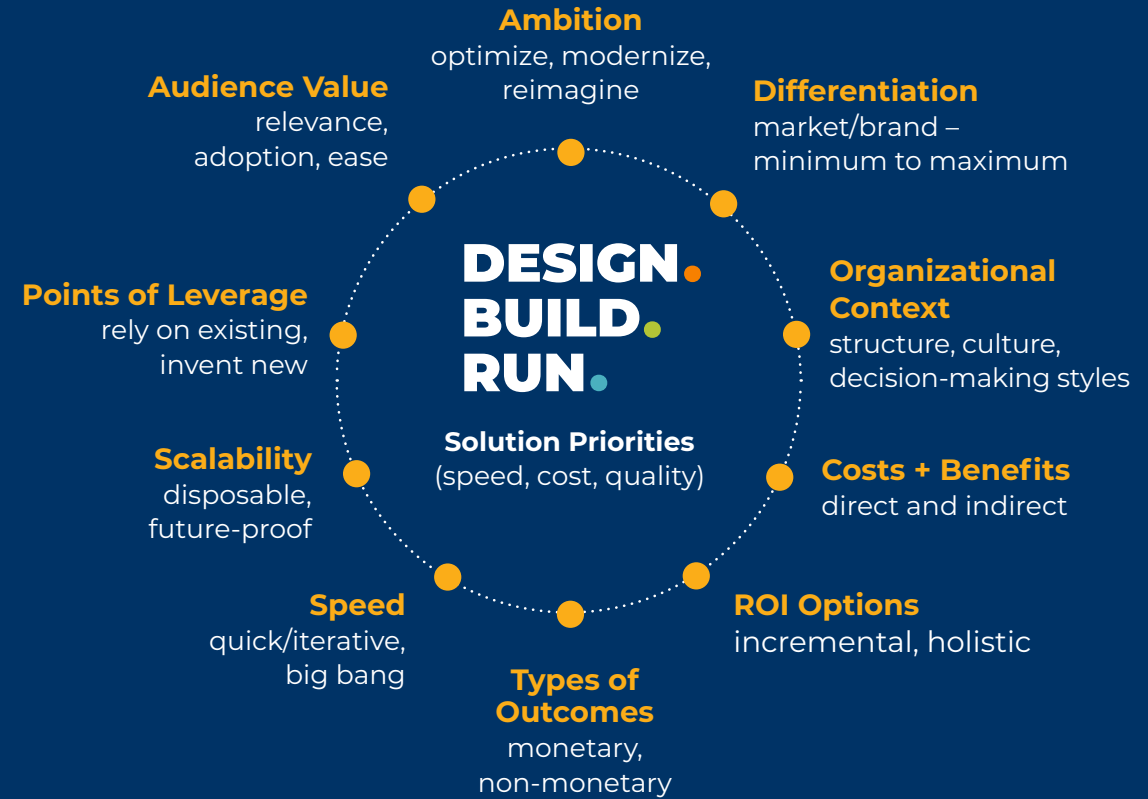 Ambition
optimize, modernize,
reimagine
Differentiation
market/brand –
minimum to maximum
Organizational
Context
structure, culture,
decision-making styles
Costs + Benefits
direct and indirect
ROI Options
incremental, holistic
Types of
Outcomes
monetary,
non-monetary
Speed
quick/iterative,
big bang
Scalability
disposable,
future-proof
Points of Leverage
rely on existing,
invent new
Audience Value
relevance,
adoption, ease
DESIGN.
BUILD.
RUN.
Solution Priorities
(speed, cost, quality)